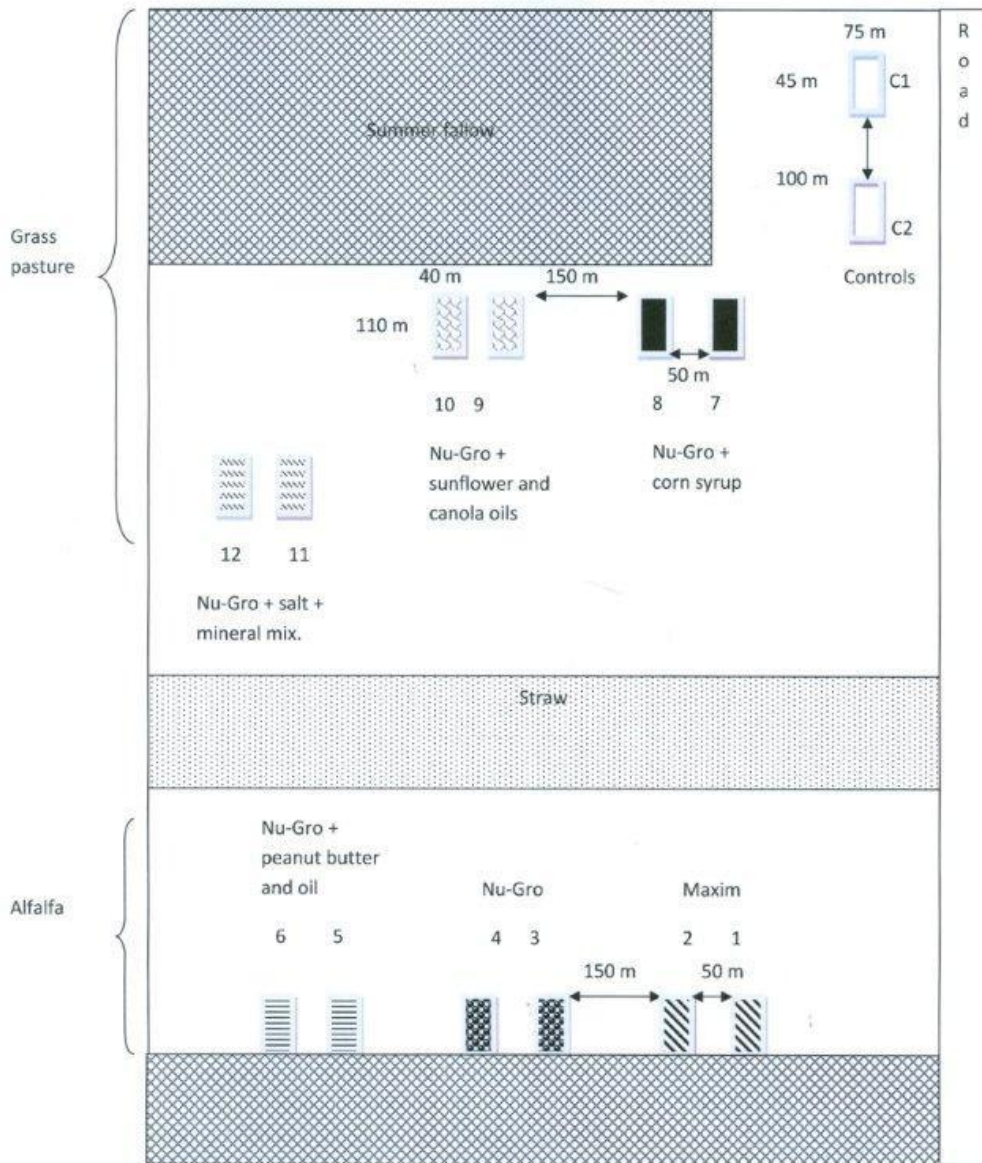 75 m
R
o
a
d
45 m
C1
Summer fallow
100 m
C2
Grass
pasture
Controls
40 m
150 m
110 m
50 m
10 9
8 7
Nu-Gro +
sunflower and
canola oils
Nu-Gro +
corn syrup
12 11
Nu-Gro + salt +
mineral mix.
Straw
Nu-Gro +
peanut butter
and oil
Nu-Gro
Maxim
Alfalfa
6 5
4 3
2 1
150 m
50 m